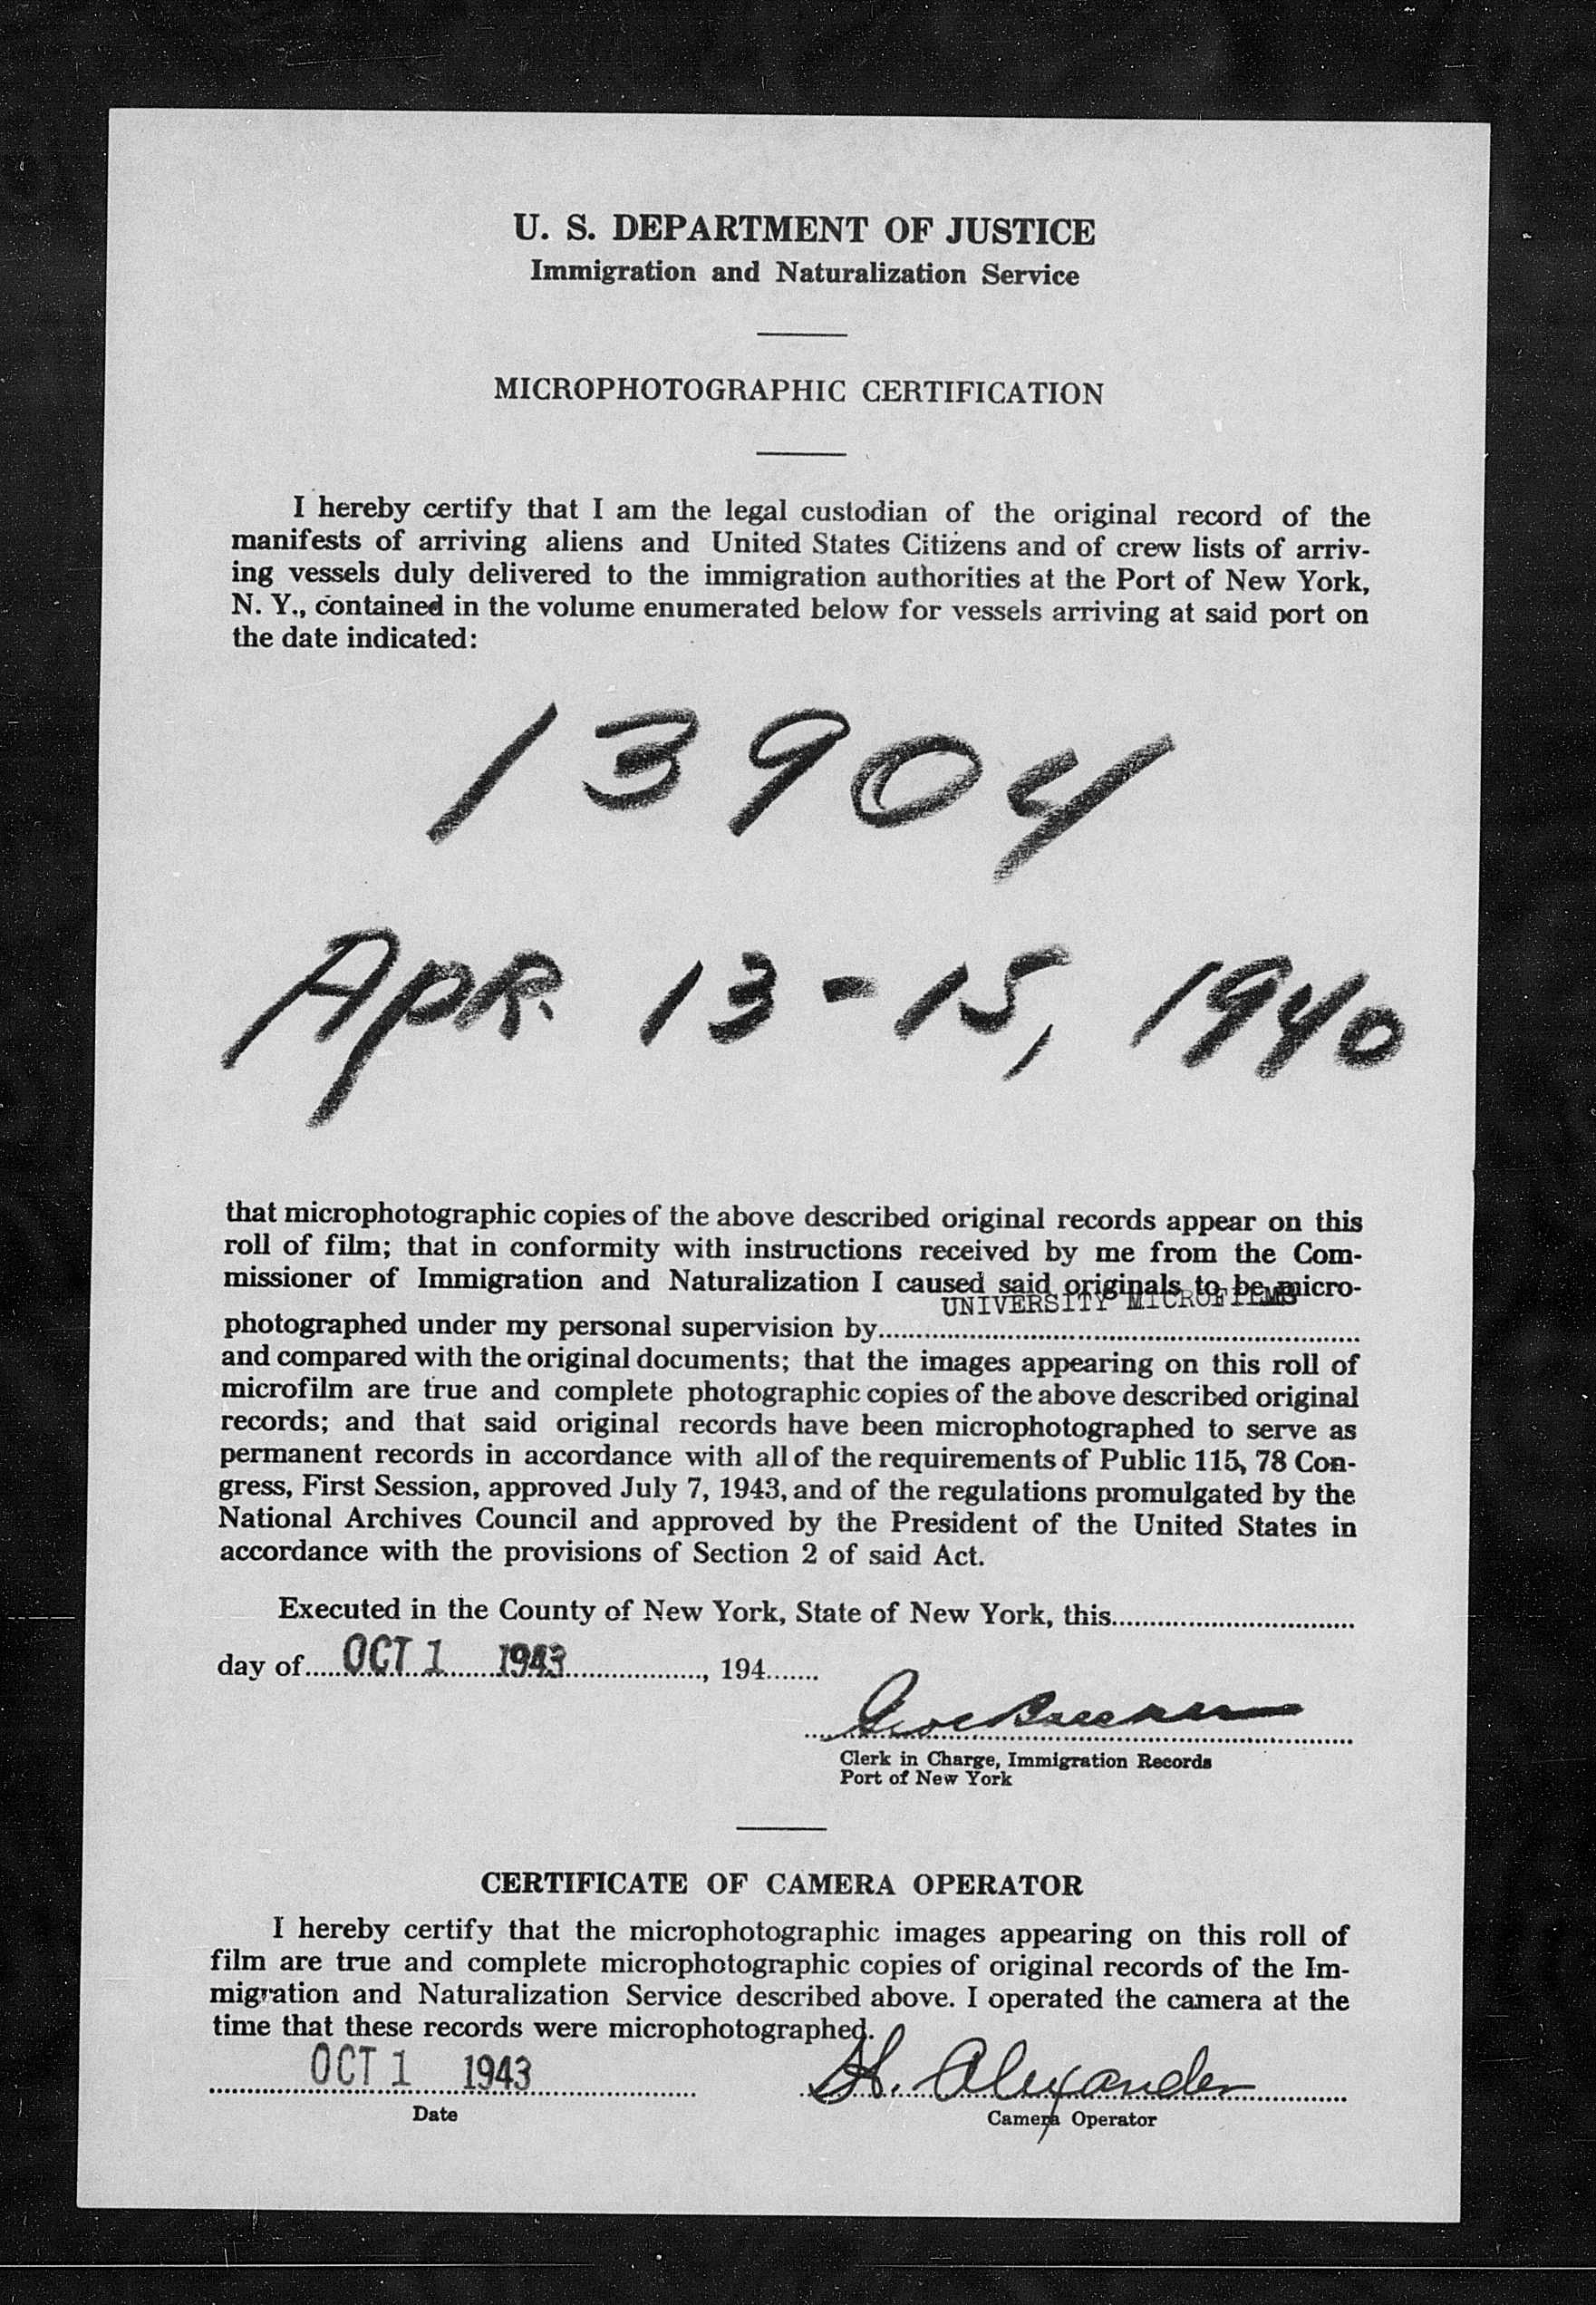 U. S. DEPARTMENT OF JUSTICE
Immigration and Naturalization Service
MICROPHOTOGRAPHIC CERTIFICATION
I hereby certify that I am the legal custodian of the original record of the
manifests of arriving aliens and United States Citizens and of crew lists of arriv-
ing vessels duly delivered to the immigration authorities at the Port of New York,
N. Y., contained in the volume enumerated below for vessels arriving at said port on
the date indicated:
13904
Apr. 13-15, 1940
that microphotographic copies of the above described original records appear on this
roll of film; that in conformity with instructions received by me from the Com-
missioner of Immigration and Naturalization I caused said originals to be micro-
UNIVERSITY MICROFILMS
photographed under my personal supervision by
and compared with the original documents; that the images appearing on this roll of
microfilm are true and complete photographic copies of the above described original
records; and that said original records have been microphotographed to serve as
permanent records in accordance with all of the requirements of Public 115, 78 Con-
gress, First Session, approved July 7, 1943, and of the regulations promulgated by the
National Archives Council and approved by the President of the United States in
accordance with the provisions of Section 2 of said Act.
Executed in the County of New York, State of New York, this
day of OCT 1 1943, 194
Clerk in Charge, Immigration Records
Port of New York
CERTIFICATE OF CAMERA OPERATOR
I hereby certify that the microphotographic images appearing on this roll of
film are true and complete microphotographic copies of original records of the Im-
migration and Naturalization Service described above. I operated the camera at the
time that these records were microphotographed.
OCT 1 1943 H. Alexander
Date Camera Operator